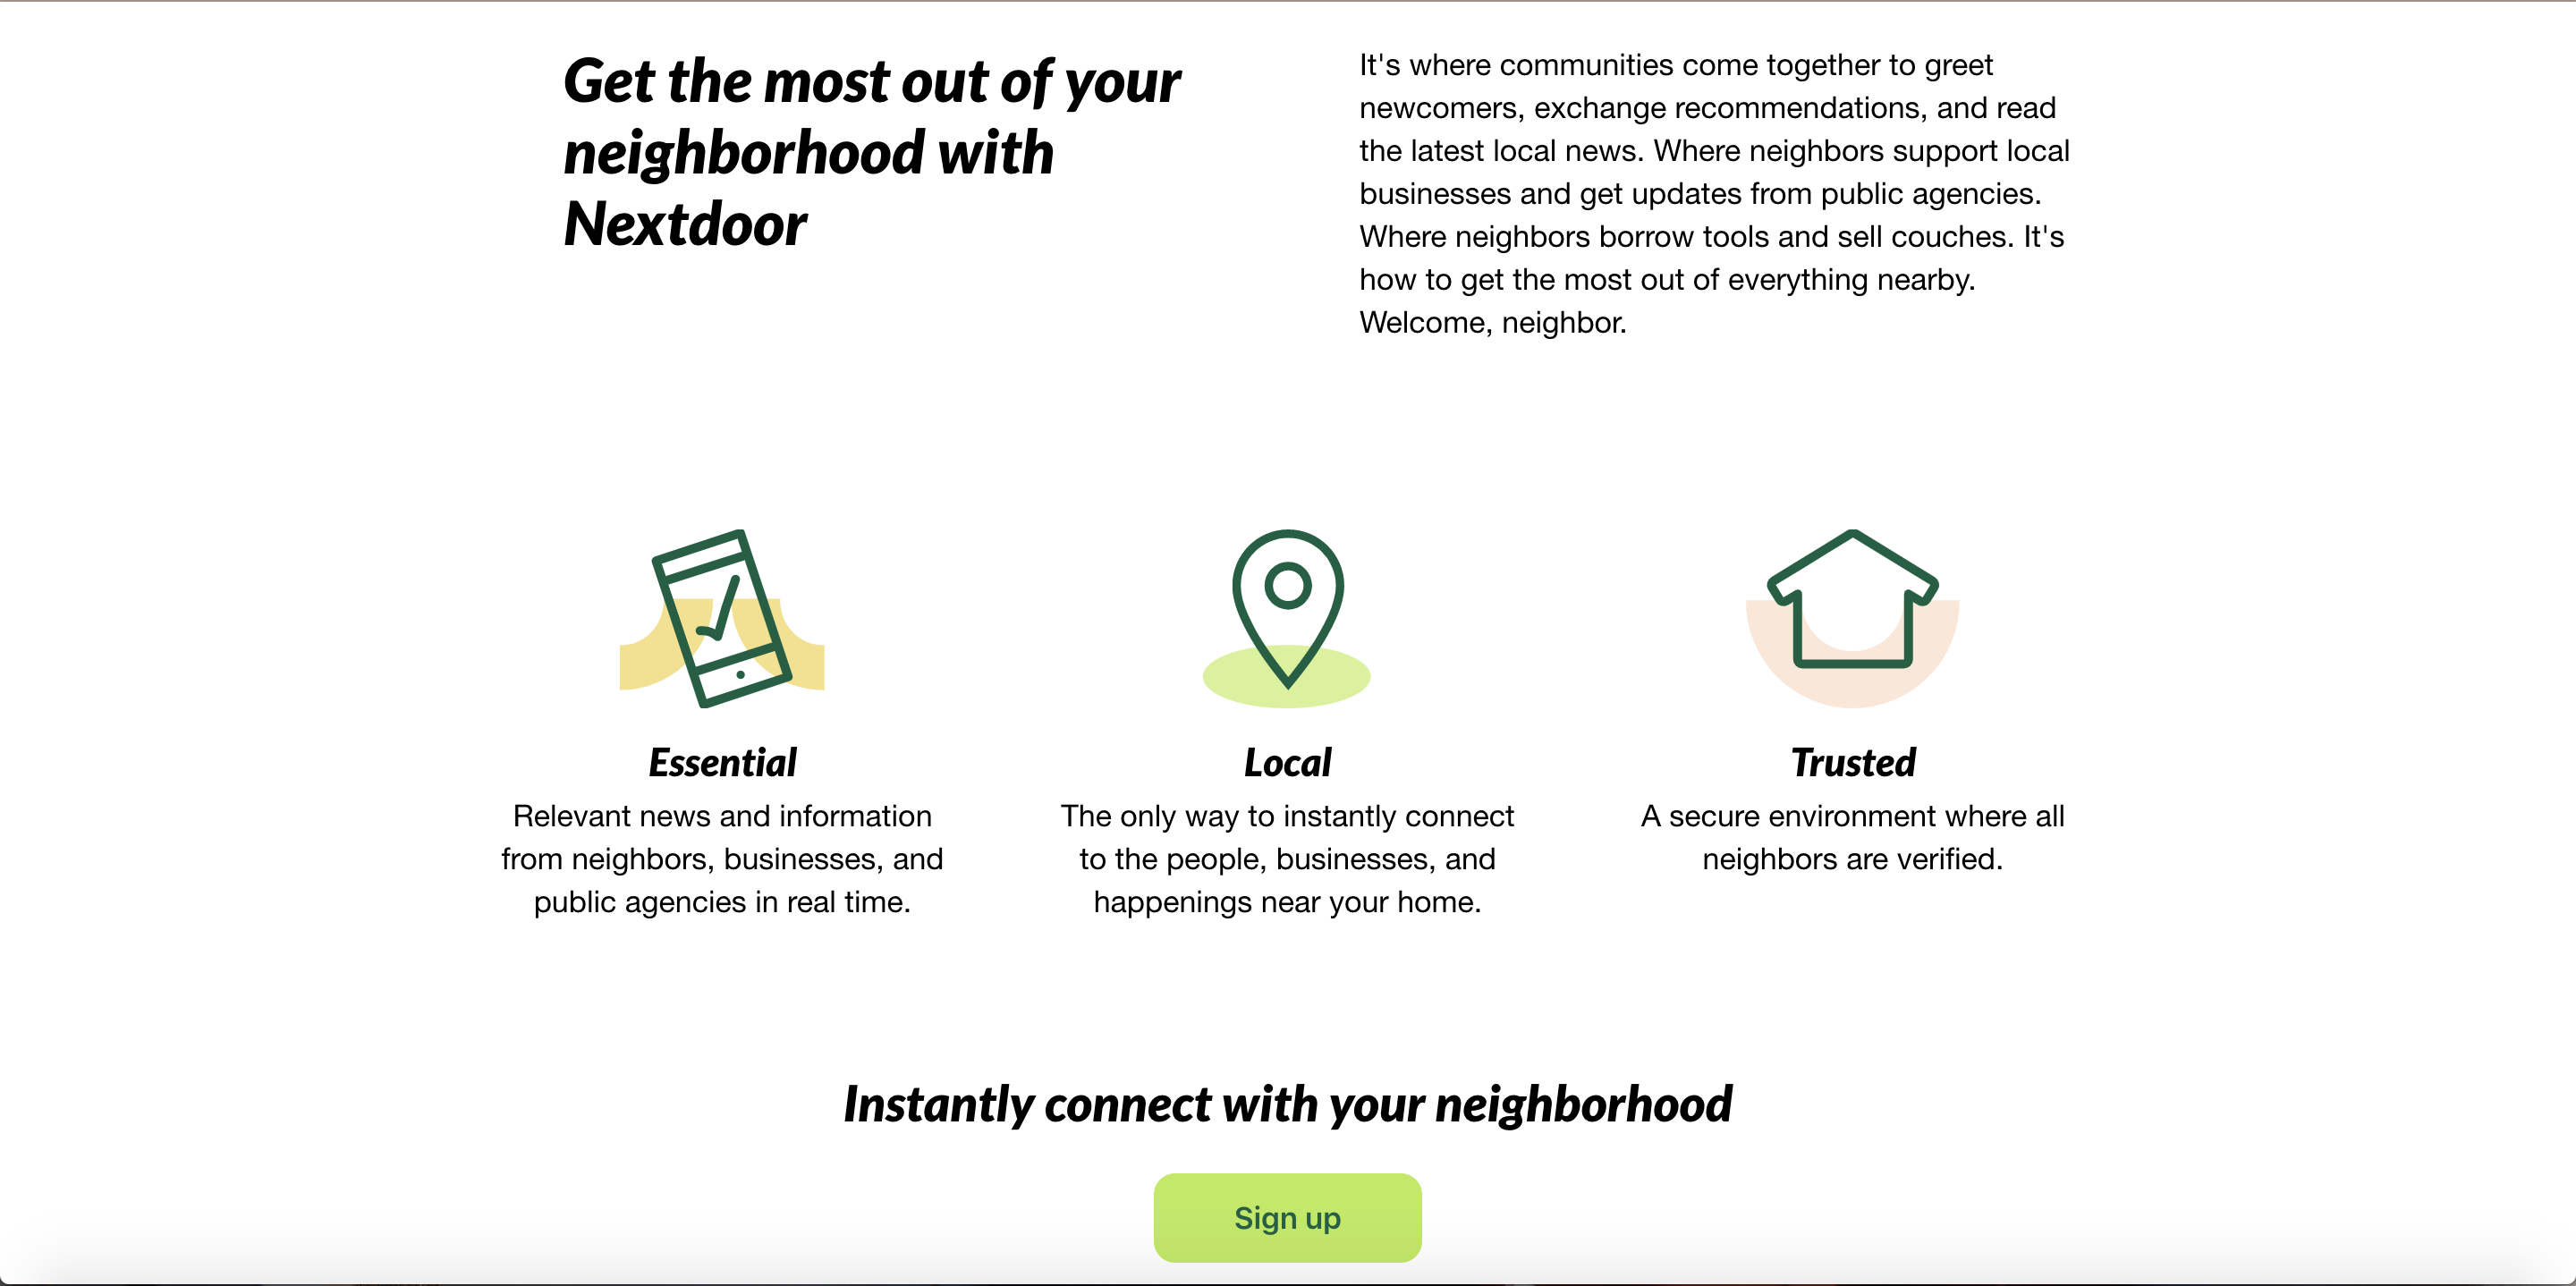 Get the most out of your
neighborhood with
Nextdoor
It's where communities come together to greet
newcomers, exchange recommendations, and read
the latest local news. Where neighbors support local
businesses and get updates from public agencies.
Where neighbors borrow tools and sell couches. It's
how to get the most out of everything nearby.
Welcome, neighbor.
Essential
Relevant news and information
from neighbors, businesses, and
public agencies in real time.
Local
The only way to instantly connect
to the people, businesses, and
happenings near your home.
Trusted
A secure environment where all
neighbors are verified.
Instantly connect with your neighborhood
Sign up